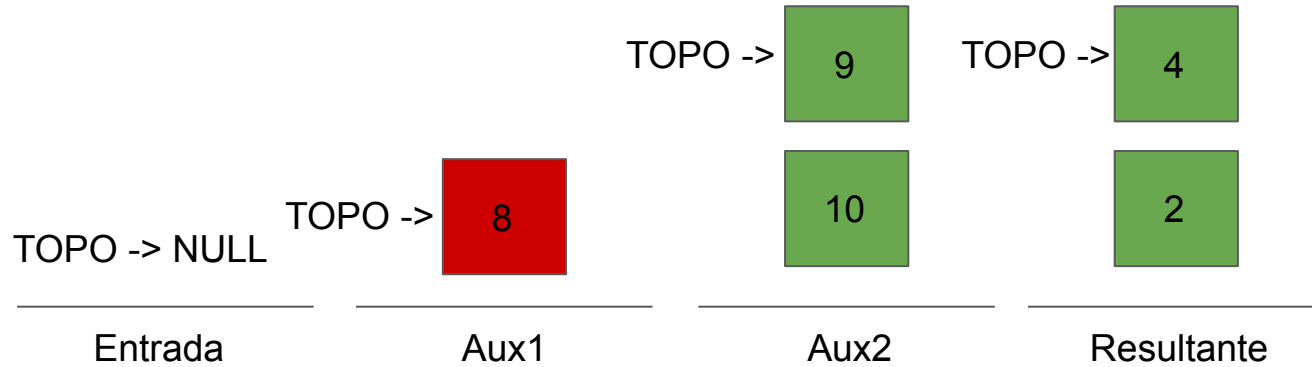 TOPO -> 9 TOPO -> 4
TOPO -> 8 10 2
TOPO -> NULL
Entrada Aux1 Aux2 Resultante